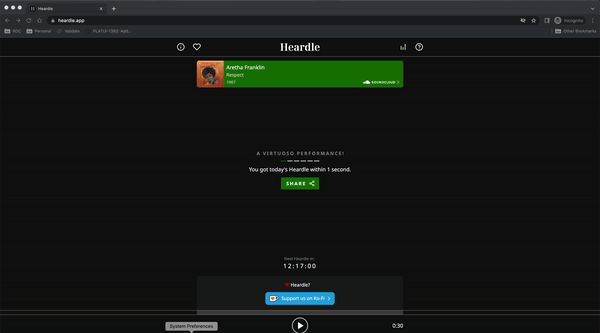 Heardle
heardle.app
Incognito
PDC
Personal
Validate
PLATUI-1382: Add...
Other Bookmarks
Heardle
Aretha Franklin
Respect
1967
SOUNDCLOUD
A VIRTUOSO PERFORMANCE!
You got today's Heardle within 1 second.
SHARE
Next Heardle in:
12:17:00
Heardle?
Support us on Ko-Fi
0:30
System Preferences